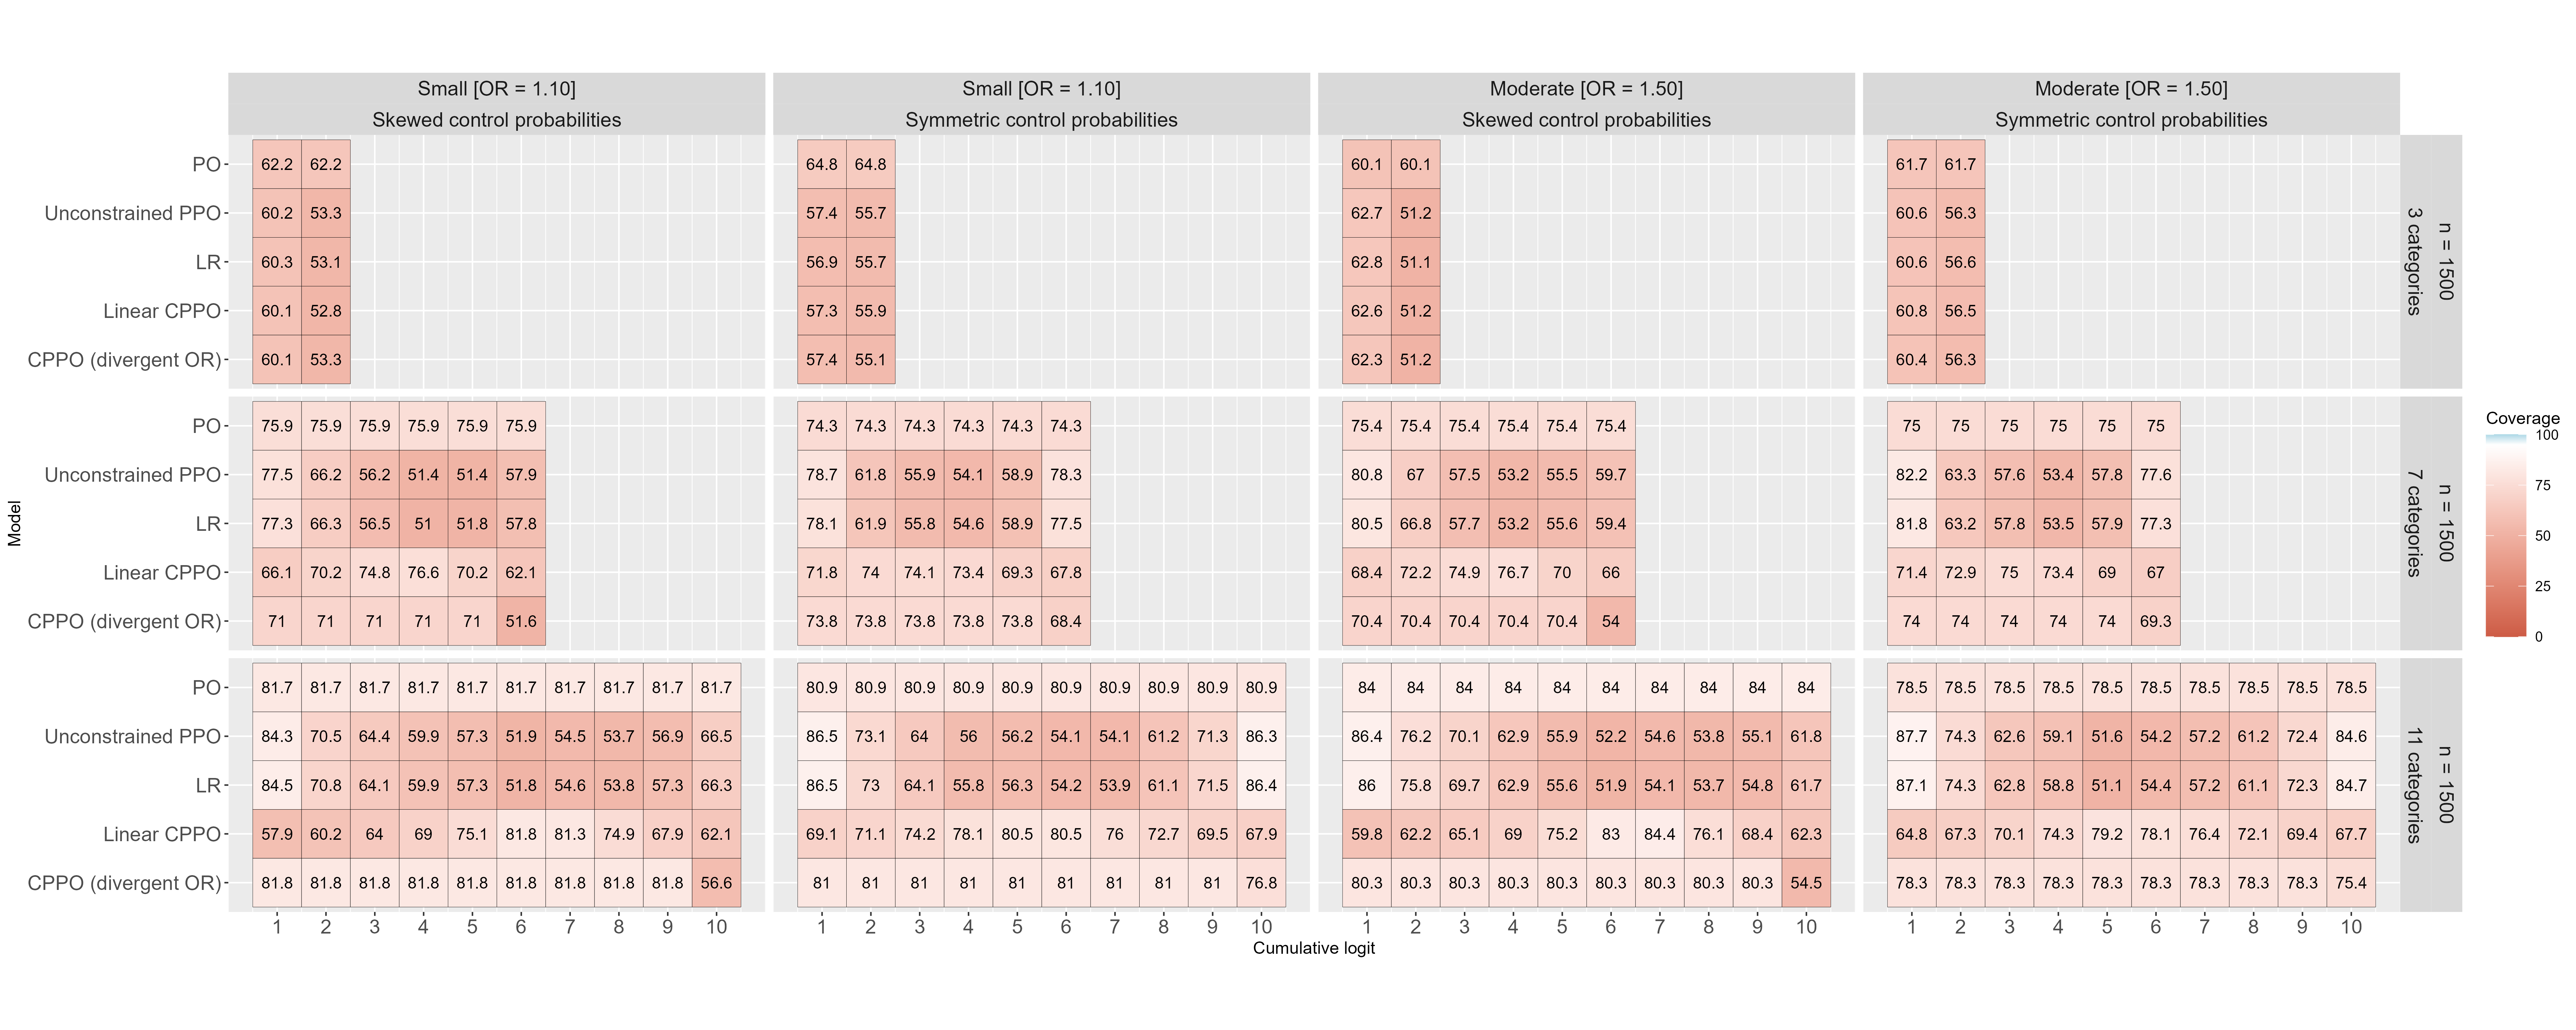 Small [OR = 1.10] Small [OR = 1.10] Moderate [OR = 1.50] Moderate [OR = 1.50]
Skewed control probabilities Symmetric control probabilities Skewed control probabilities Symmetric control probabilities
PO 62.2 62.2 64.8 64.8 60.1 60.1 61.7 61.7
Unconstrained PPO 60.2 53.3 57.4 55.7 62.7 51.2 60.6 56.3
LR 60.3 53.1 56.9 55.7 62.8 51.1 60.6 56.6
Linear CPPO 60.1 52.8 57.3 55.9 62.6 51.2 60.8 56.5
CPPO (divergent OR) 60.1 53.3 57.4 55.1 62.3 51.2 60.4 56.3
n = 1500
3 categories
PO 75.9 75.9 75.9 75.9 75.9 75.9 74.3 74.3 74.3 74.3 74.3 74.3 75.4 75.4 75.4 75.4 75.4 75.4 75 75 75 75 75 75
Unconstrained PPO 77.5 66.2 56.2 51.4 51.4 57.9 78.7 61.8 55.9 54.1 58.9 78.3 80.8 67 57.5 53.2 55.5 59.7 82.2 63.3 57.6 53.4 57.8 77.6
LR 77.3 66.3 56.5 51 51.8 57.8 78.1 61.9 55.8 54.6 58.9 77.5 80.5 66.8 57.7 53.2 55.6 59.4 81.8 63.2 57.8 53.5 57.9 77.3
Linear CPPO 66.1 70.2 74.8 76.6 70.2 62.1 71.8 74 74.1 73.4 69.3 67.8 68.4 72.2 74.9 76.7 70 66 71.4 72.9 75 73.4 69 67
CPPO (divergent OR) 71 71 71 71 71 51.6 73.8 73.8 73.8 73.8 73.8 68.4 70.4 70.4 70.4 70.4 70.4 54 74 74 74 74 74 69.3
n = 1500
7 categories
PO 81.7 81.7 81.7 81.7 81.7 81.7 81.7 81.7 81.7 81.7 80.9 80.9 80.9 80.9 80.9 80.9 80.9 80.9 80.9 80.9 84 84 84 84 84 84 84 84 84 84 78.5 78.5 78.5 78.5 78.5 78.5 78.5 78.5 78.5 78.5
Unconstrained PPO 84.3 70.5 64.4 59.9 57.3 51.9 54.5 53.7 56.9 66.5 86.5 73.1 64 56 56.2 54.1 54.1 61.2 71.3 86.3 86.4 76.2 70.1 62.9 55.9 52.2 54.6 53.8 55.1 61.8 87.7 74.3 62.6 59.1 51.6 54.2 57.2 61.2 72.4 84.6
LR 84.5 70.8 64.1 59.9 57.3 51.8 54.6 53.8 57.3 66.3 86.5 73 64.1 55.8 56.3 54.2 53.9 61.1 71.5 86.4 86 75.8 69.7 62.9 55.6 51.9 54.1 53.7 54.8 61.7 87.1 74.3 62.8 58.8 51.1 54.4 57.2 61.1 72.3 84.7
Linear CPPO 57.9 60.2 64 69 75.1 81.8 81.3 74.9 67.9 62.1 69.1 71.1 74.2 78.1 80.5 80.5 76 72.7 69.5 67.9 59.8 62.2 65.1 69 75.2 83 84.4 76.1 68.4 62.3 64.8 67.3 70.1 74.3 79.2 78.1 76.4 72.1 69.4 67.7
CPPO (divergent OR) 81.8 81.8 81.8 81.8 81.8 81.8 81.8 81.8 81.8 56.6 81 81 81 81 81 81 81 81 81 76.8 80.3 80.3 80.3 80.3 80.3 80.3 80.3 80.3 80.3 54.5 78.3 78.3 78.3 78.3 78.3 78.3 78.3 78.3 78.3 75.4
n = 1500
11 categories
1 2 3 4 5 6 7 8 9 10 1 2 3 4 5 6 7 8 9 10 1 2 3 4 5 6 7 8 9 10 1 2 3 4 5 6 7 8 9 10
Cumulative logit
Model
Coverage
100
75
50
25
0